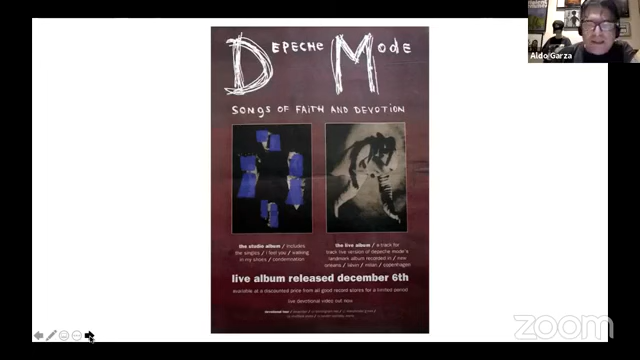 DEPECHE MODE
SONGS OF FAITH AND DEVOTION
the studio album / includes
the singles / i feel you / walking
in my shoes / condemnation
the live album / a track for
track live version of depeche mode's
landmark album recorded in / new
orleans / liévin / milan / copenhagen
live album released december 6th
available at a discounted price from all good record stores for a limited period
live devotional video out now
Aldo Garza
zoom